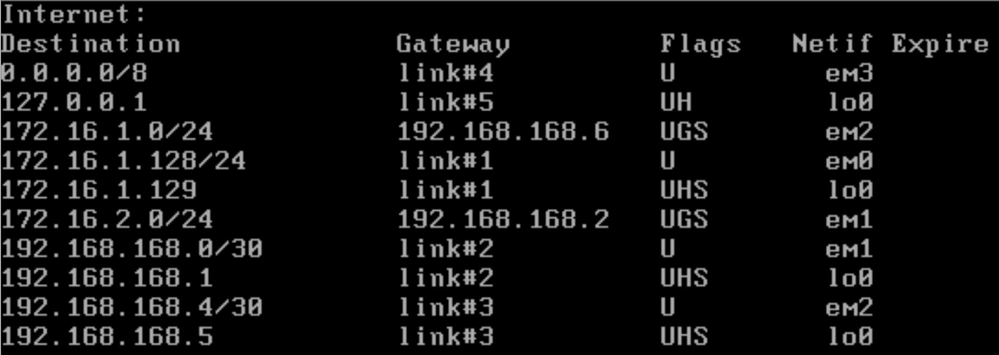 Internet:
Destination Gateway Flags Netif Expire
0.0.0.0/8 link#4 U em3
127.0.0.1 link#5 UH lo0
172.16.1.0/24 192.168.168.6 UGS em2
172.16.1.128/24 link#1 U em0
172.16.1.129 link#1 UHS lo0
172.16.2.0/24 192.168.168.2 UGS em1
192.168.168.0/30 link#2 U em1
192.168.168.1 link#2 UHS lo0
192.168.168.4/30 link#3 U em2
192.168.168.5 link#3 UHS lo0